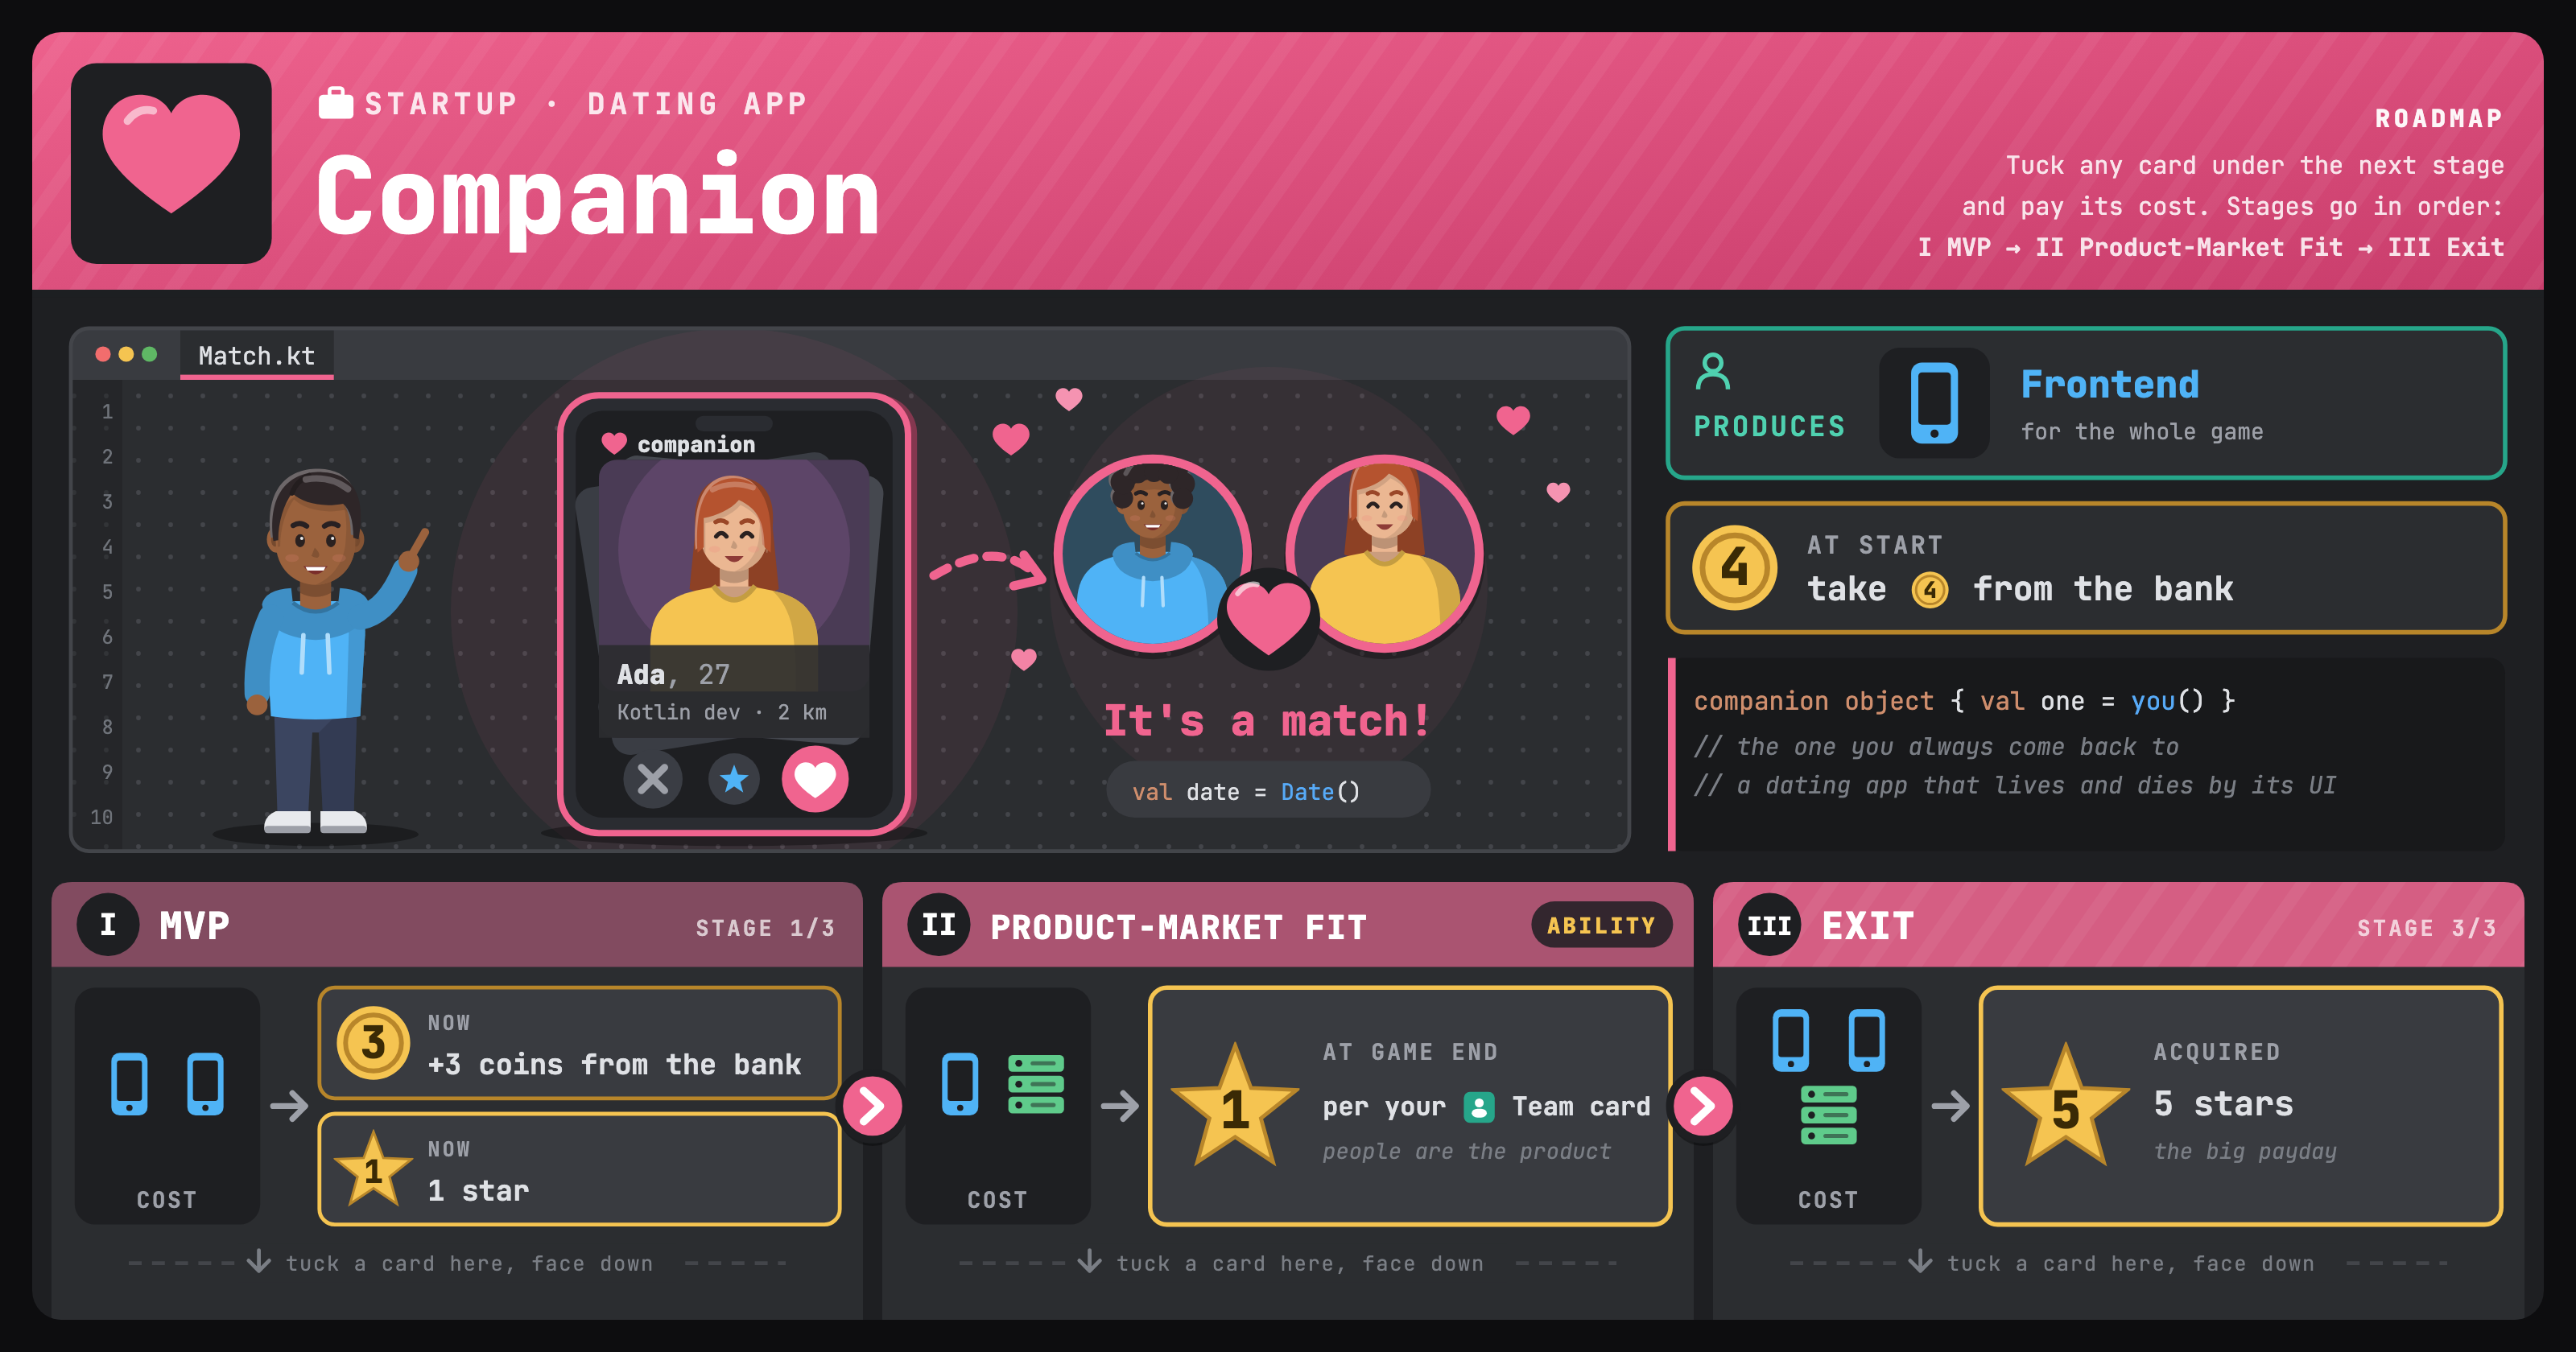 STARTUP · DATING APP
Companion
ROADMAP
Tuck any card under the next stage
and pay its cost. Stages go in order:
I MVP → II Product-Market Fit → III Exit
Match.kt
1
2
3
4
5
6
7
8
9
10
companion
Ada, 27
Kotlin dev · 2 km
It's a match!
val date = Date()
PRODUCES
Frontend
for the whole game
4
AT START
take 4 from the bank
companion object { val one = you() }
// the one you always come back to
// a dating app that lives and dies by its UI
I MVP STAGE 1/3
3
NOW
+3 coins from the bank
1
NOW
1 star
COST
tuck a card here, face down
II PRODUCT-MARKET FIT ABILITY
1
AT GAME END
per your Team card
people are the product
COST
tuck a card here, face down
III EXIT STAGE 3/3
5
ACQUIRED
5 stars
the big payday
COST
tuck a card here, face down